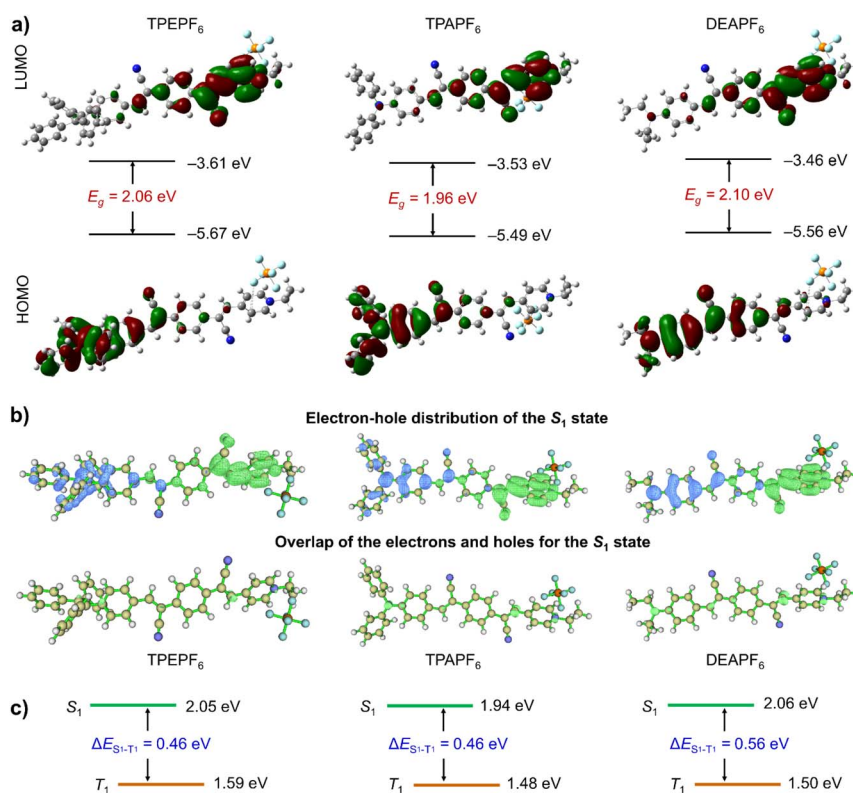 a)
TPEPF6
TPAPF6
DEAPF6
LUMO
–3.61 eV
–3.53 eV
–3.46 eV
Eg = 2.06 eV
Eg = 1.96 eV
Eg = 2.10 eV
–5.67 eV
–5.49 eV
–5.56 eV
HOMO
b)
Electron-hole distribution of the S1 state
Overlap of the electrons and holes for the S1 state
TPEPF6
TPAPF6
DEAPF6
c)
S1 2.05 eV
S1 1.94 eV
S1 2.06 eV
ΔES1-T1 = 0.46 eV
ΔES1-T1 = 0.46 eV
ΔES1-T1 = 0.56 eV
T1 1.59 eV
T1 1.48 eV
T1 1.50 eV